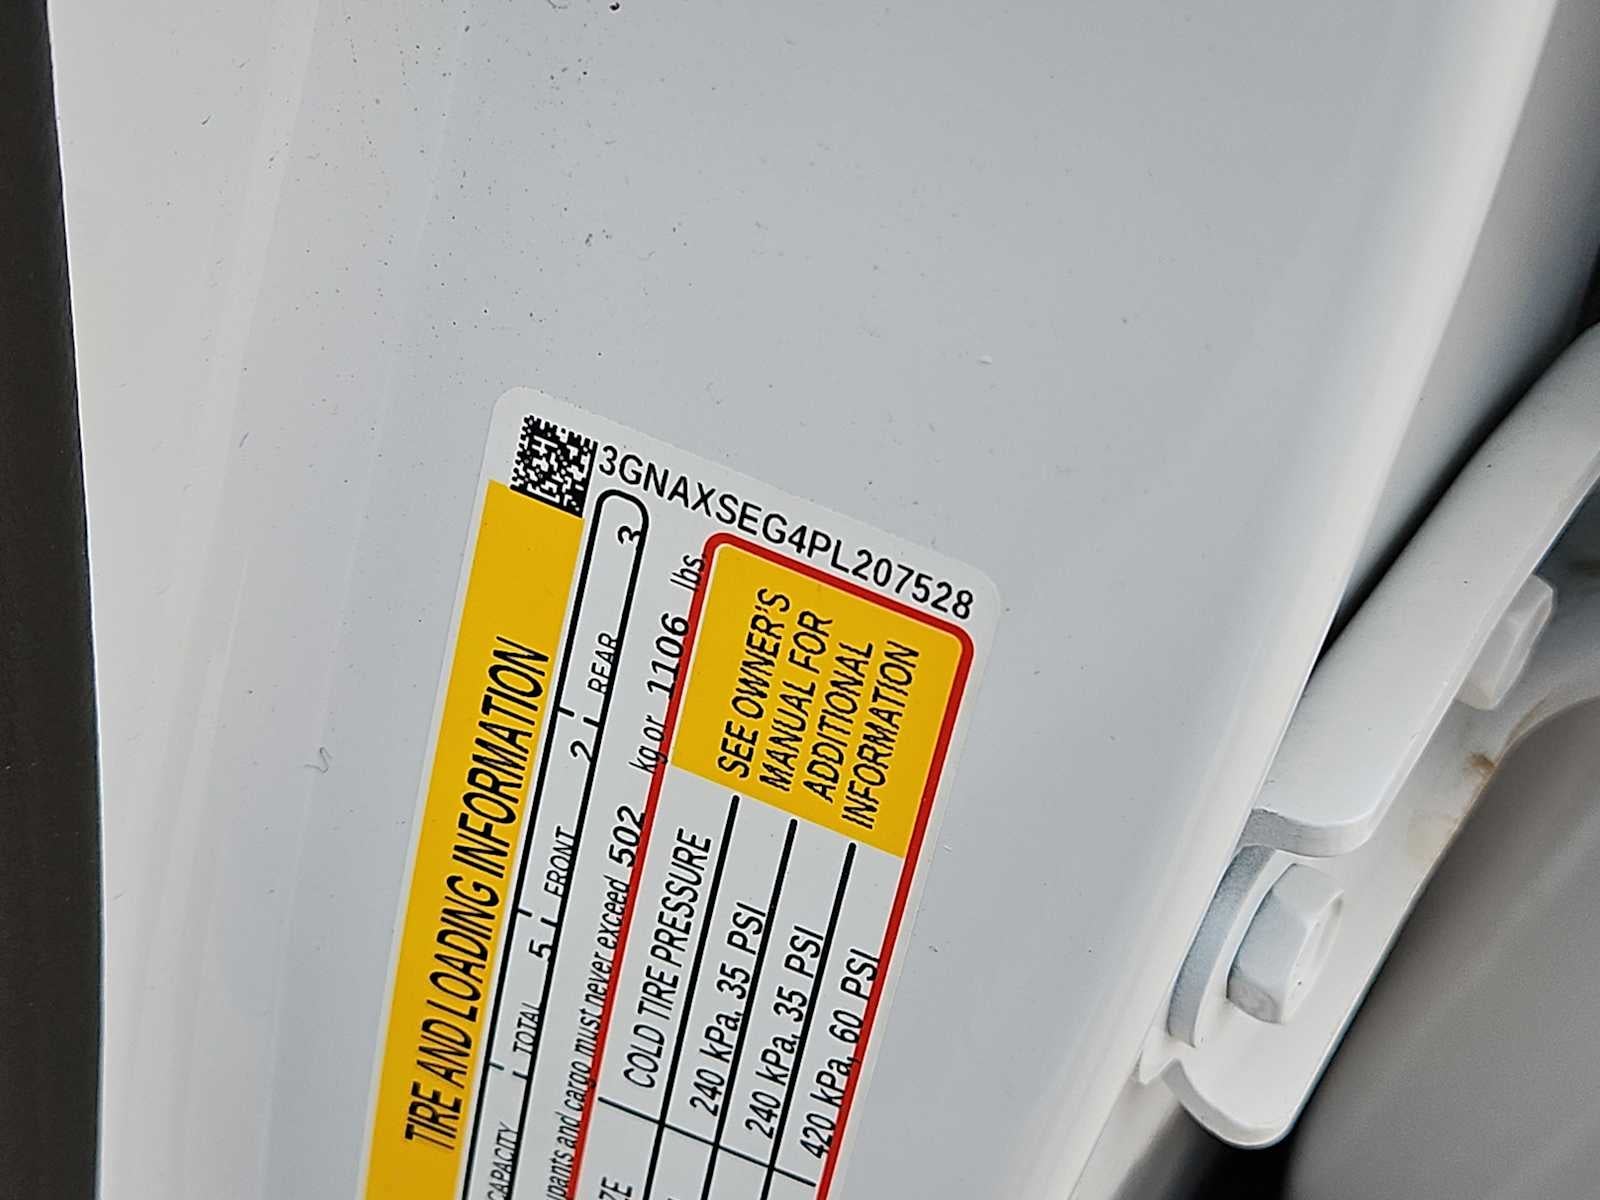 3GNAXSEG4PL207528
TIRE AND LOADING INFORMATION
CAPACITY TOTAL 5 FRONT 2 REAR 3
and cargo must never exceed 502 kg or 1106 lbs.
COLD TIRE PRESSURE
240 kPa, 35 PSI
240 kPa, 35 PSI
420 kPa, 60 PSI
SEE OWNER'S
MANUAL FOR
ADDITIONAL
INFORMATION